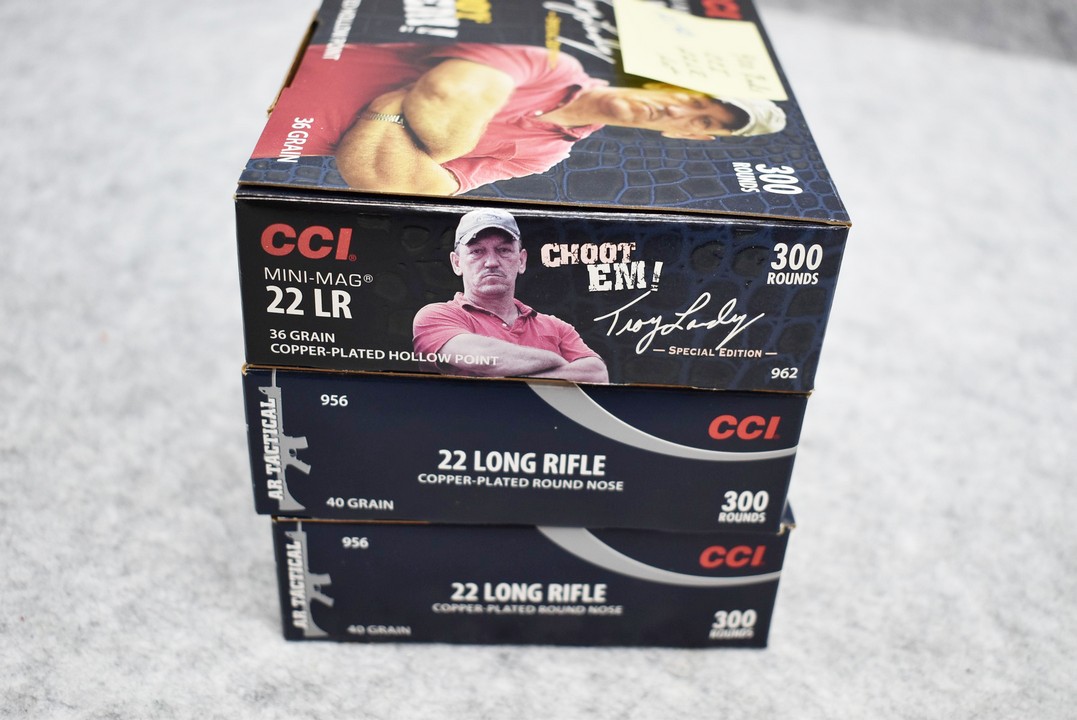 36 GRAIN
300
ROUNDS
CCI
MINI-MAG®
22 LR
36 GRAIN
COPPER-PLATED HOLLOW POINT
CHOOT
EM!
Troy Landry
— SPECIAL EDITION —
300
ROUNDS
962
AR TACTICAL
956
40 GRAIN
22 LONG RIFLE
COPPER-PLATED ROUND NOSE
CCI
300
ROUNDS
AR TACTICAL
956
40 GRAIN
22 LONG RIFLE
COPPER-PLATED ROUND NOSE
CCI
300
ROUNDS